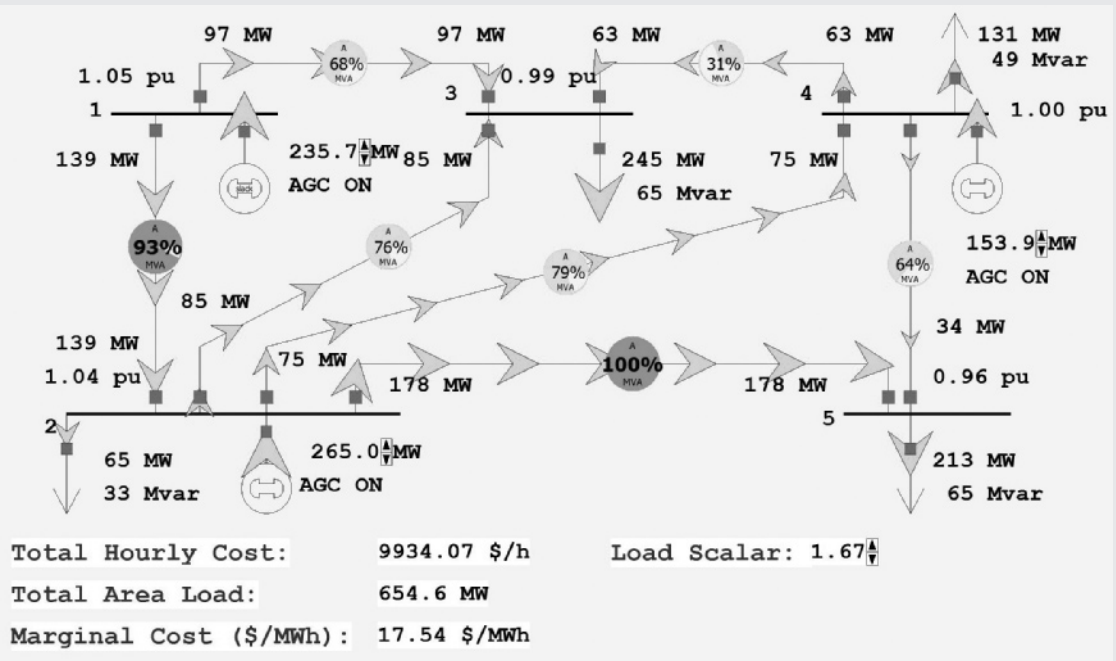 97 MW
97 MW
63 MW
63 MW
131 MW
49 Mvar
A
68%
MVA
A
31%
MVA
1.05 pu
0.99 pu
1
3
4
1.00 pu
139 MW
235.7 MW
AGC ON
slack
85 MW
245 MW
65 Mvar
75 MW
A
93%
MVA
A
76%
MVA
A
79%
MVA
A
64%
MVA
153.9 MW
AGC ON
85 MW
34 MW
139 MW
75 MW
A
100%
MVA
1.04 pu
178 MW
178 MW
0.96 pu
2
5
65 MW
33 Mvar
265.0 MW
AGC ON
213 MW
65 Mvar
Total Hourly Cost: 9934.07 $/h Load Scalar: 1.67
Total Area Load: 654.6 MW
Marginal Cost ($/MWh): 17.54 $/MWh